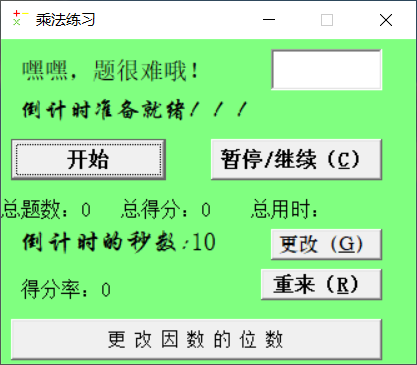 乘法练习
嘿嘿，题很难哦！
倒计时准备就绪！！！
开始 暂停/继续（C）
总题数：0 总得分：0 总用时：
倒计时的秒数：10 更改（G）
得分率：0 重来（R）
更改因数的位数